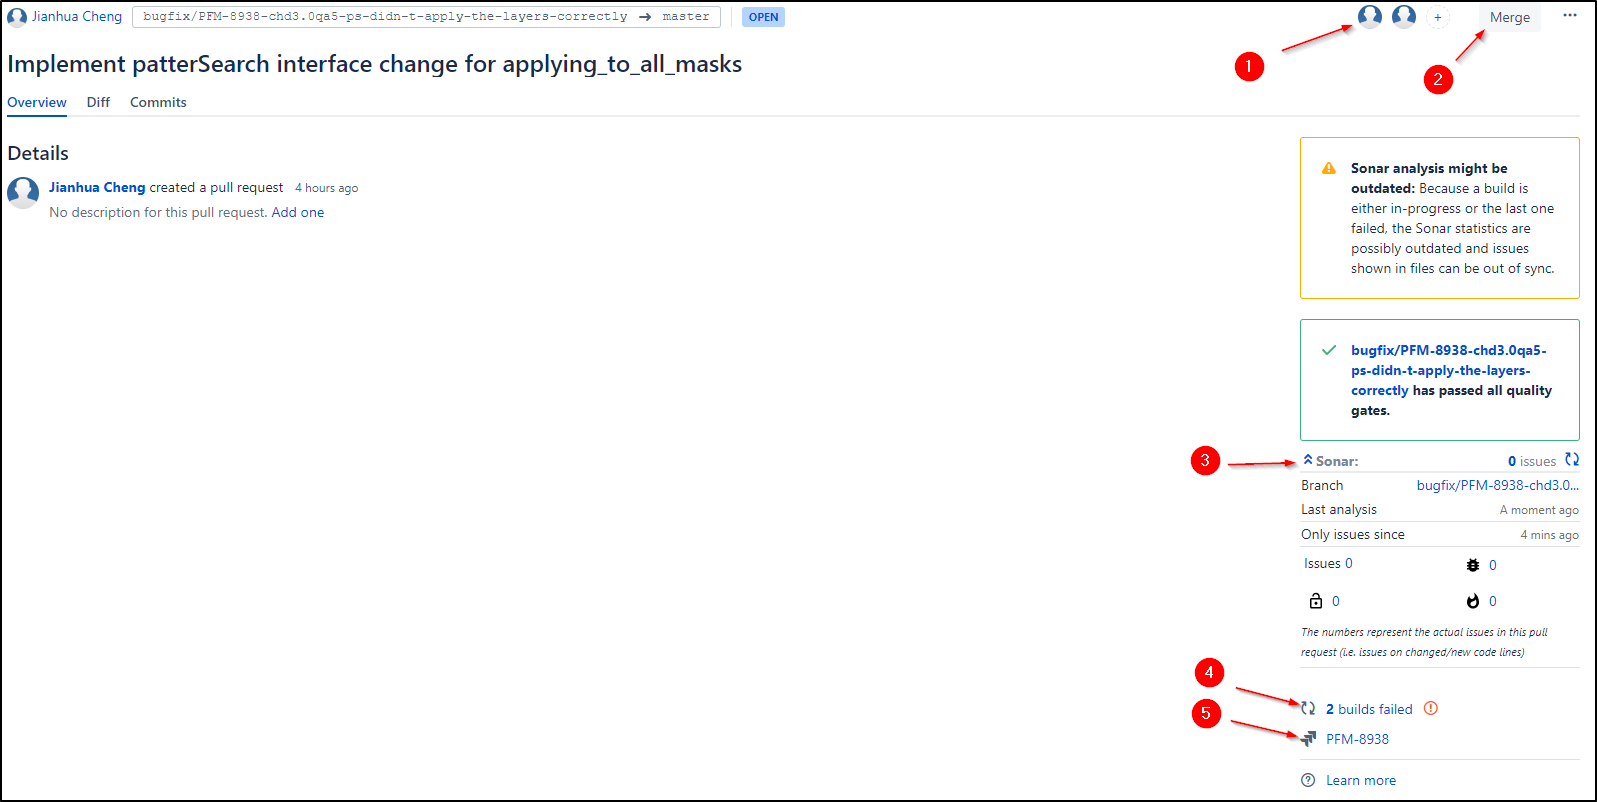 Jianhua Cheng bugfix/PFM-8938-chd3.0qa5-ps-didn-t-apply-the-layers-correctly → master OPEN + Merge ...
1
2
Implement patterSearch interface change for applying_to_all_masks
Overview Diff Commits
Details
Jianhua Cheng created a pull request 4 hours ago
No description for this pull request. Add one
Sonar analysis might be
outdated: Because a build is
either in-progress or the last one
failed, the Sonar statistics are
possibly outdated and issues
shown in files can be out of sync.
bugfix/PFM-8938-chd3.0qa5-
ps-didn-t-apply-the-layers-
correctly has passed all quality
gates.
3
Sonar: 0 issues
Branch bugfix/PFM-8938-chd3.0...
Last analysis A moment ago
Only issues since 4 mins ago
Issues 0 0
0 0
The numbers represent the actual issues in this pull
request (i.e. issues on changed/new code lines)
4
2 builds failed
5
PFM-8938
Learn more